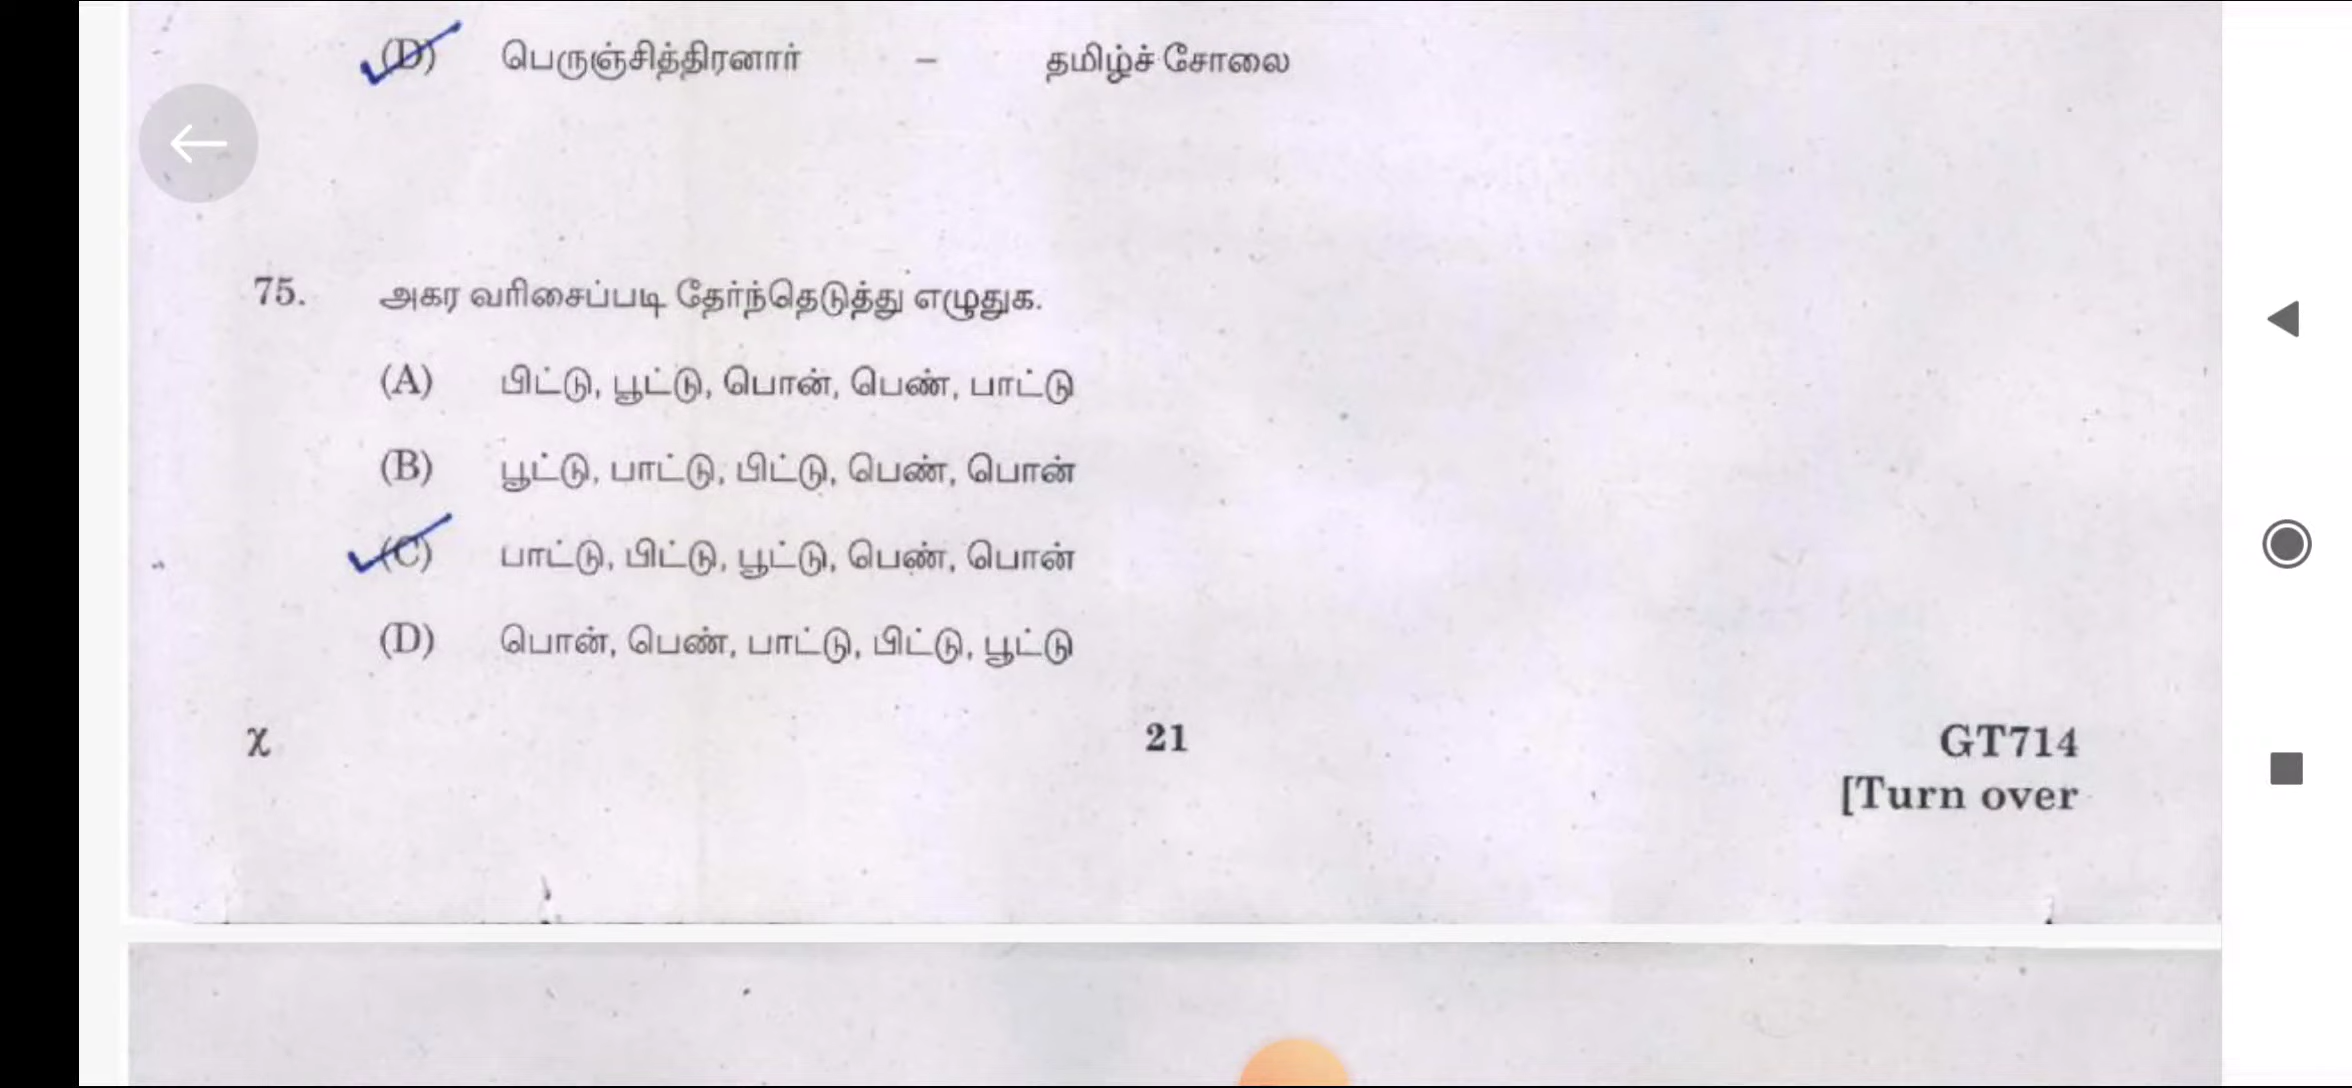 (D) பெருஞ்சித்திரனார் – தமிழ்ச் சோலை
75. அகர வரிசைப்படி தேர்ந்தெடுத்து எழுதுக.
(A) பிட்டு, பூட்டு, பொன், பெண், பாட்டு
(B) பூட்டு, பாட்டு, பிட்டு, பெண், பொன்
(C) பாட்டு, பிட்டு, பூட்டு, பெண், பொன்
(D) பொன், பெண், பாட்டு, பிட்டு, பூட்டு
χ 21 GT714
[Turn over